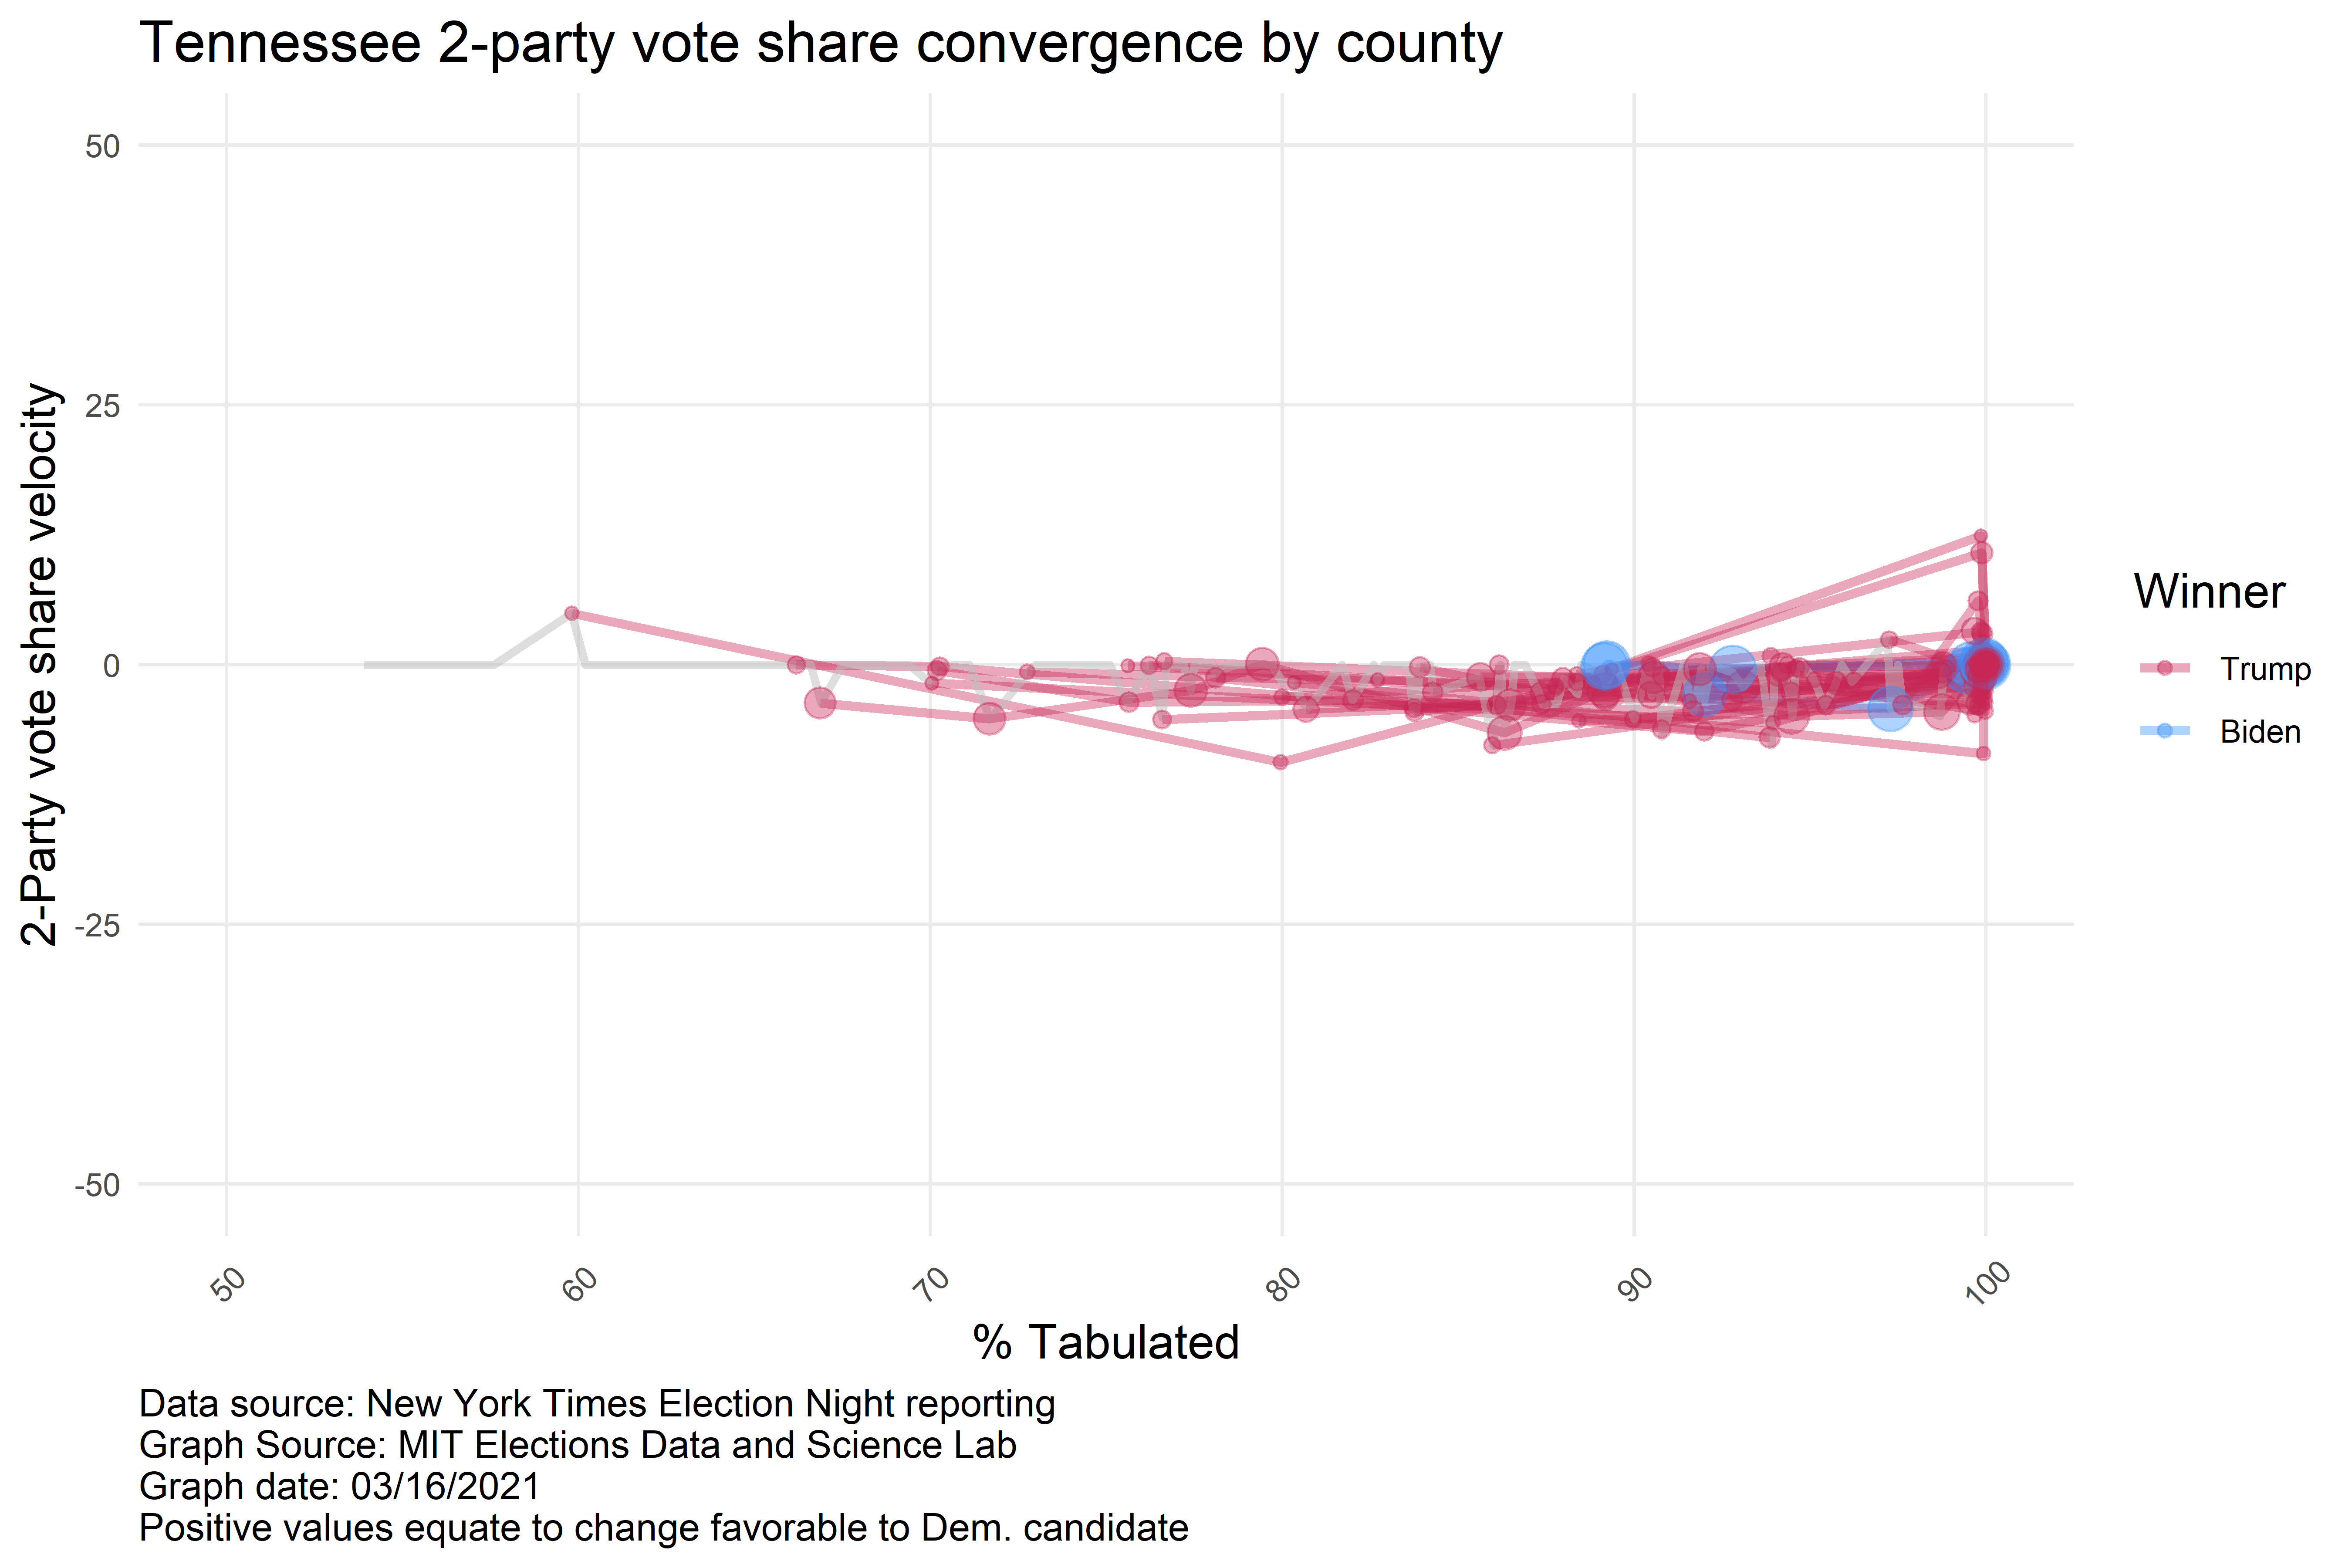 Tennessee 2-party vote share convergence by county
2-Party vote share velocity
50
25
0
-25
-50
50
60
70
80
90
100
% Tabulated
Winner
Trump
Biden
Data source: New York Times Election Night reporting
Graph Source: MIT Elections Data and Science Lab
Graph date: 03/16/2021
Positive values equate to change favorable to Dem. candidate